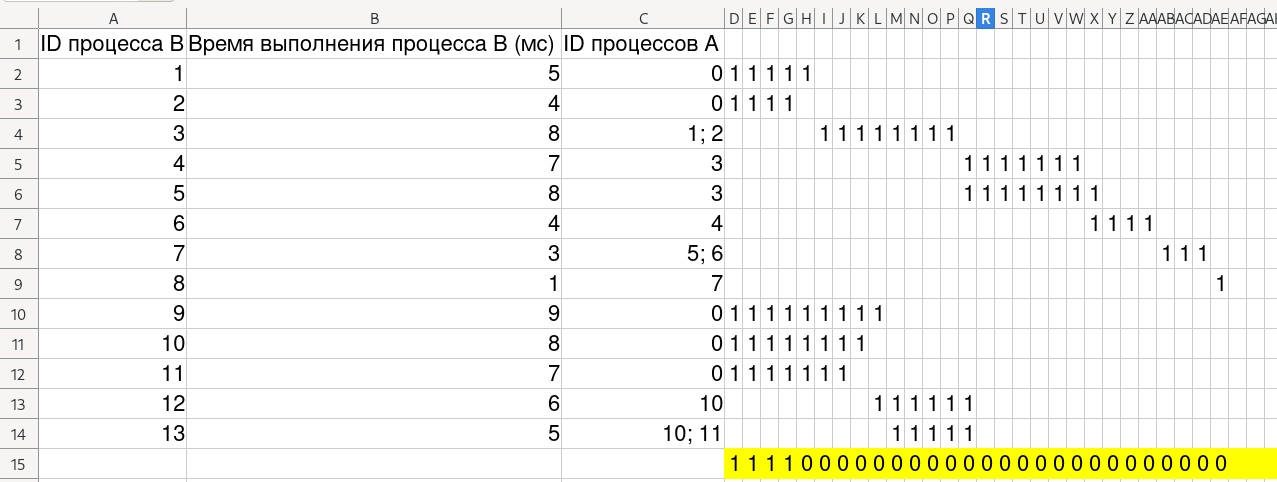 A B C D E F G H I J K L M N O P Q R S T U V W X Y Z AA AB AC AD AE AF AG
1 ID процесса B Время выполнения процесса B (мс) ID процессов A
2 1 5 0 1 1 1 1 1
3 2 4 0 1 1 1 1
4 3 8 1; 2 1 1 1 1 1 1 1 1
5 4 7 3 1 1 1 1 1 1 1
6 5 8 3 1 1 1 1 1 1 1 1
7 6 4 4 1 1 1 1
8 7 3 5; 6 1 1 1
9 8 1 7 1
10 9 9 0 1 1 1 1 1 1 1 1 1
11 10 8 0 1 1 1 1 1 1 1 1
12 11 7 0 1 1 1 1 1 1 1
13 12 6 10 1 1 1 1 1 1
14 13 5 10; 11 1 1 1 1 1
15 1 1 1 1 0 0 0 0 0 0 0 0 0 0 0 0 0 0 0 0 0 0 0 0 0 0 0 0